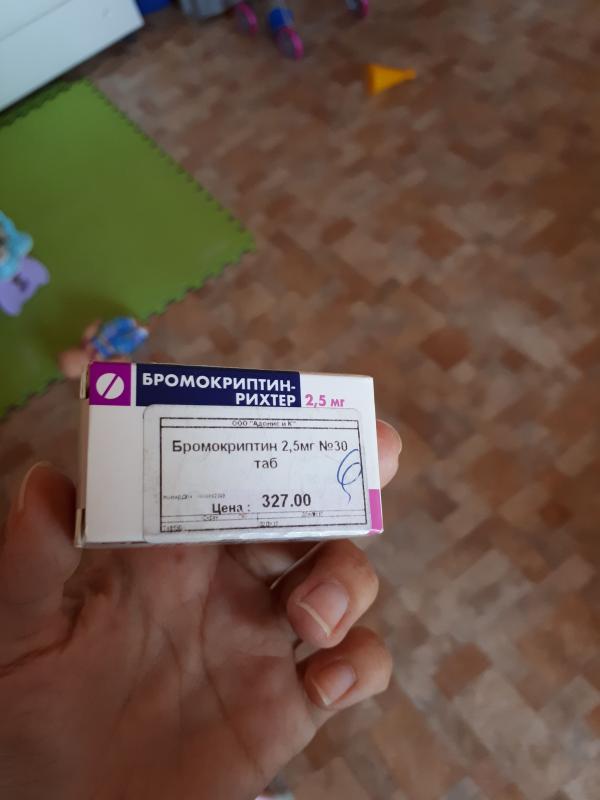 БРОМОКРИПТИН-
РИХТЕР 2,5 мг
ООО "Адонис и К"
Бромокриптин 2,5мг №30
таб
Цена : 327.00